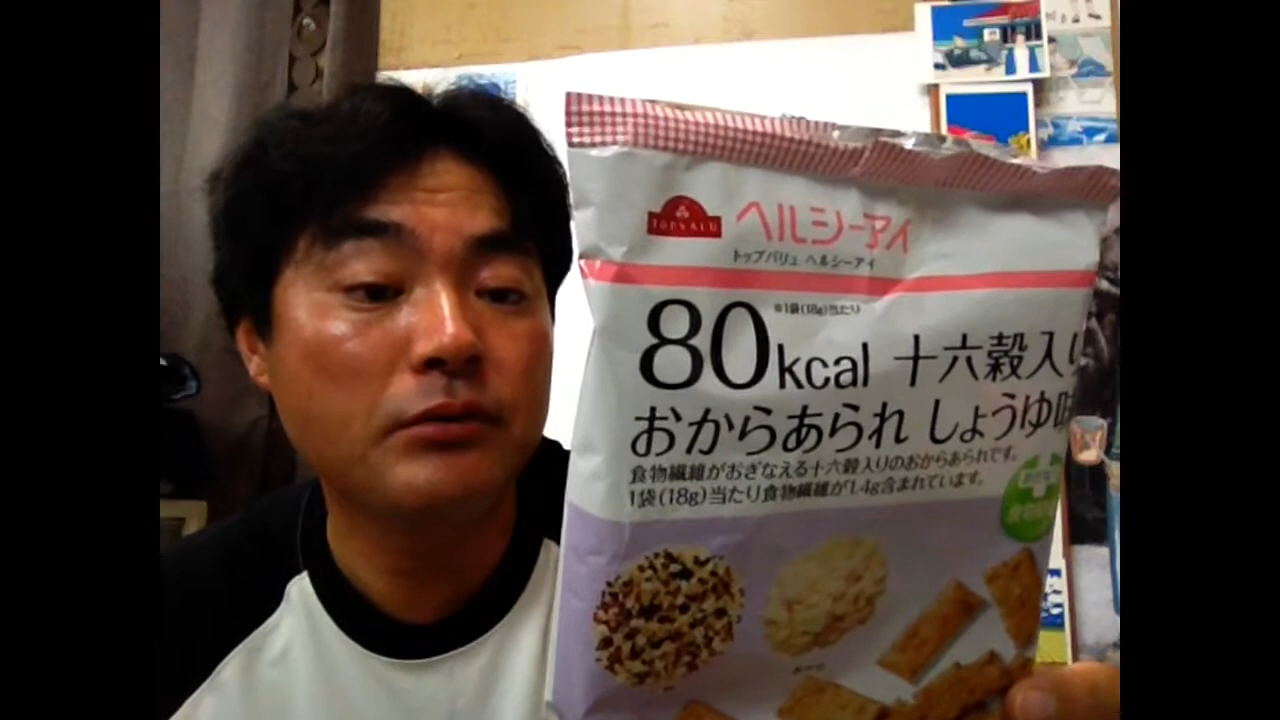 TOPVALU
ヘルシーアイ
トップバリュ ヘルシーアイ
※1袋(18g)当たり
80kcal 十六穀入り
おからあられ しょうゆ味
食物繊維がおぎなえる十六穀入りのおからあられです。
1袋(18g)当たり食物繊維が1.4g含まれています。
おから